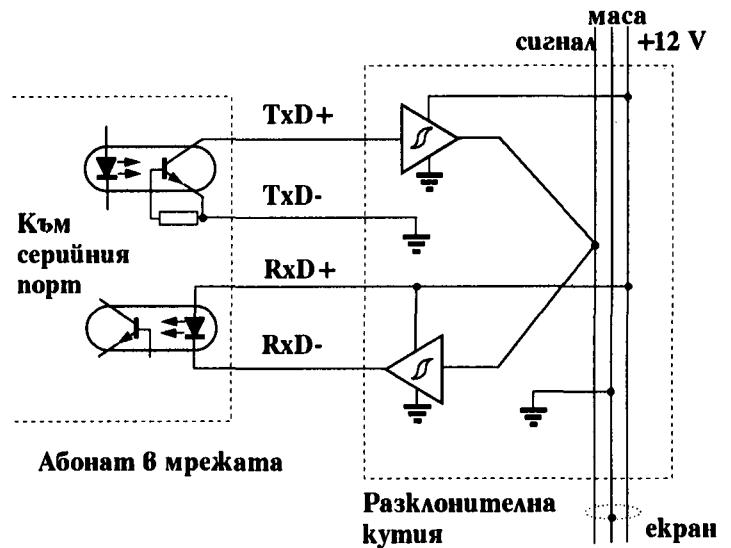 маса
сигнал
+12 V
TxD+
TxD-
Към
серийния
порт
RxD+
RxD-
Абонат в мрежата
Разклонителна
кутия
екран